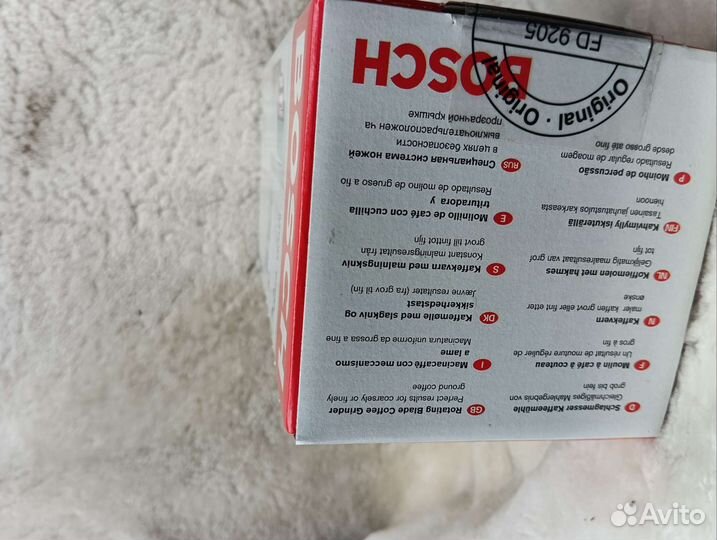 D Schlagmesser Kaffeemühle
Gleichmäßiges Mahlergebnis von
grob bis fein
F Moulin à café à couteau
Un résultat de mouture régulier de
gros à fin
N Kaffekvern
maler kaffen grovt eller fint etter
ønske
NL Koffiemolen met hakmes
Gelijkmatig maalresultaat van grof
tot fijn
FIN Kahvimylly iskuterällä
Tasainen jauhatustulos karkeasta
hienoon
P Moinho de percussão
Resultado regular de moagem
desde grosso até fino
GB Rotating Blade Coffee Grinder
Perfect results for coarsely or finely
ground coffee
I Macinacaffé con meccanismo
a lame
Macinatura uniforme da grossa a fine
DK Kaffemølle med slagkniv og
sikkerhedstast
Jævne resultater (fra grov til fin)
S Kaffekvarn med malningskniv
Konstant malningsresultat från
grovt till finttot fijn
E Molinillo de café con cuchilla
trituradora y
Resultado de molino de grueso a fio
RUS Специальная система ножей
в целях безопасности
выключательрасположен на
прозрачной крышке
BOSCH
Original · Original
FD 9205
BOSC
Avito